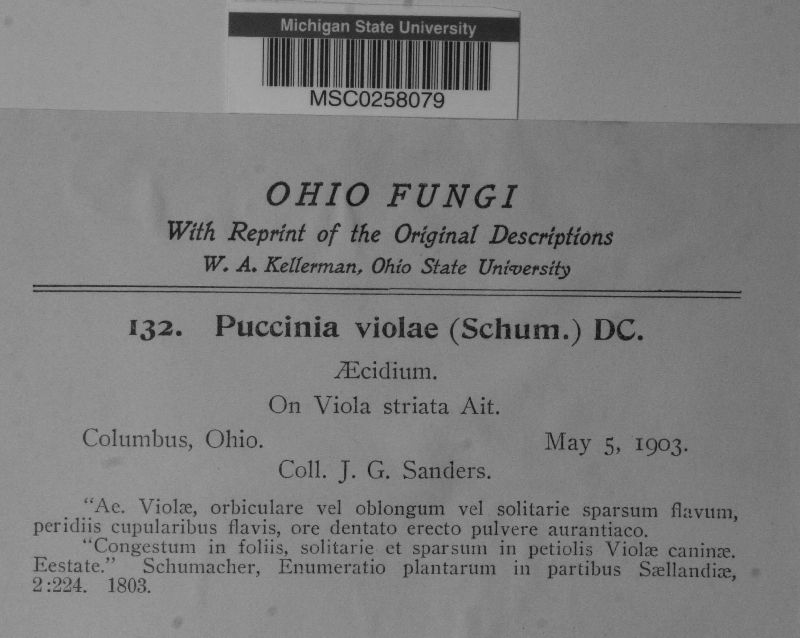 Michigan State University
MSC0258079
OHIO FUNGI
With Reprint of the Original Descriptions
W. A. Kellerman, Ohio State University
132. Puccinia violae (Schum.) DC.
Æcidium.
On Viola striata Ait.
Columbus, Ohio. May 5, 1903.
Coll. J. G. Sanders.
“Ae. Violæ, orbiculare vel oblongum vel solitarie sparsum flavum,
peridiis cupularibus flavis, ore dentato erecto pulvere aurantiaco.
“Congestum in foliis, solitarie et sparsum in petiolis Violæ caninæ.
Eestate.” Schumacher, Enumeratio plantarum in partibus Sællandiæ,
2:224. 1803.